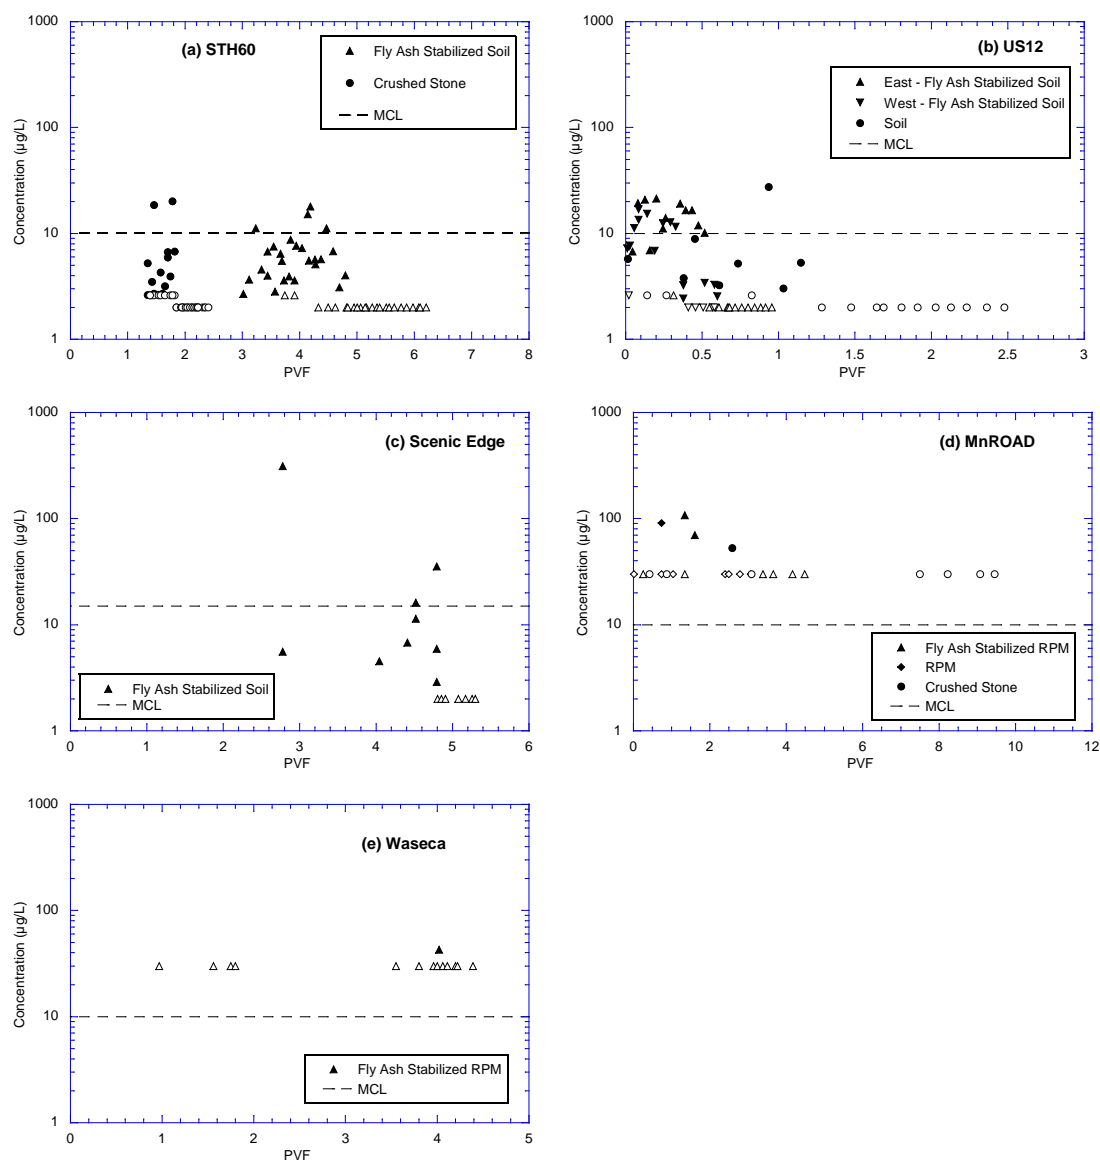 (a) STH60
Fly Ash Stabilized Soil
Crushed Stone
MCL
Concentration (µg/L)
1000
100
10
1
0 1 2 3 4 5 6 7 8
PVF
(b) US12
East - Fly Ash Stabilized Soil
West - Fly Ash Stabilized Soil
Soil
MCL
Concentration (µg/L)
1000
100
10
1
0 0.5 1 1.5 2 2.5 3
PVF
(c) Scenic Edge
Fly Ash Stabilized Soil
MCL
Concentration (µg/L)
1000
100
10
1
0 1 2 3 4 5 6
PVF
(d) MnROAD
Fly Ash Stabilized RPM
RPM
Crushed Stone
MCL
Concentration (µg/L)
1000
100
10
1
0 2 4 6 8 10 12
PVF
(e) Waseca
Fly Ash Stabilized RPM
MCL
Concentration (µg/L)
1000
100
10
1
0 1 2 3 4 5
PVF